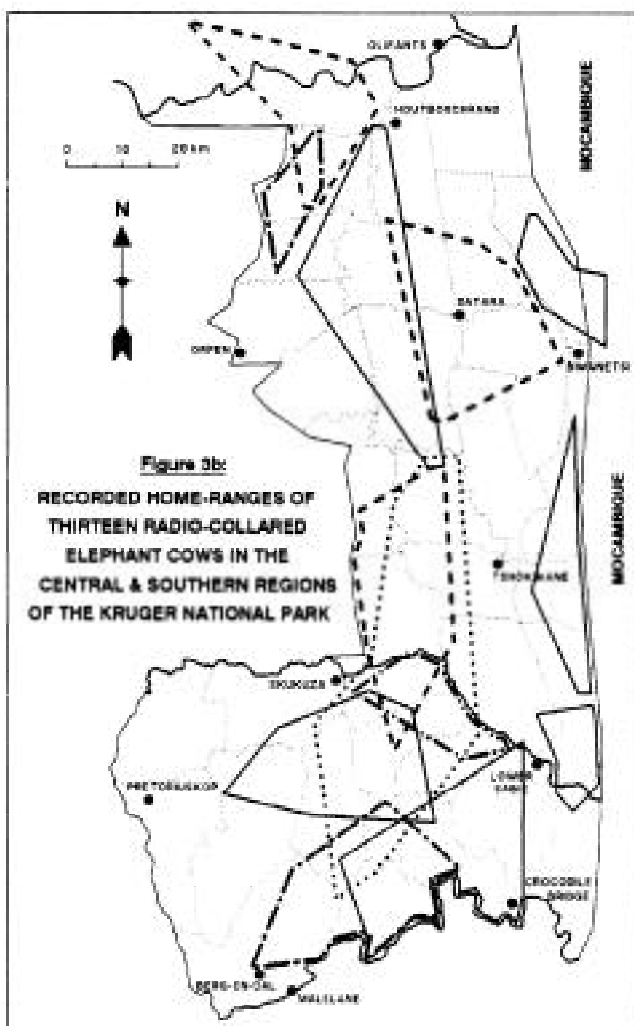 OLIFANTS
HOUTBOSCHRAND
MOCAMBIQUE
0 10 20 km
N
SATARA
ORPEN
NWANETSI
Figure 3b:
RECORDED HOME-RANGES OF
THIRTEEN RADIO-COLLARED
ELEPHANT COWS IN THE
CENTRAL & SOUTHERN REGIONS
OF THE KRUGER NATIONAL PARK
MOCAMBIQUE
TSHOKWANE
SKUKUZA
PRETORIUSKOP
LOWER
SABIE
CROCODILE
BRIDGE
BERG-EN-DAL
MALELANE